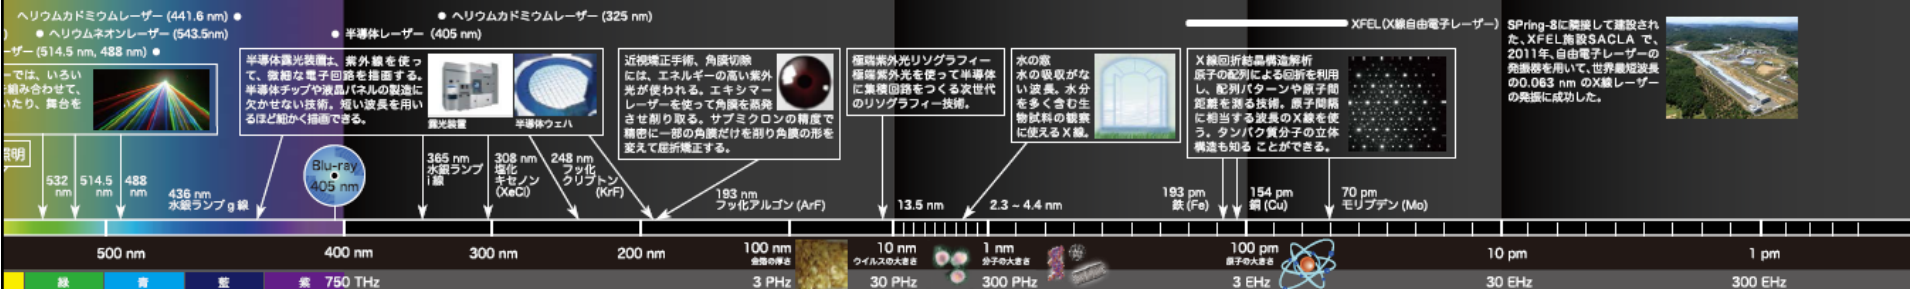 ヘリウムカドミウムレーザー (441.6 nm)
ヘリウムネオンレーザー (543.5nm)
ーザー (514.5 nm, 488 nm)
ヘリウムカドミウムレーザー (325 nm)
半導体レーザー (405 nm)
XFEL(X線自由電子レーザー)
ーでは、いろい
組み合わせて、
いたり、舞台を
半導体露光装置は、紫外線を使っ
て、微細な電子回路を描画する。
半導体チップや液晶パネルの製造に
欠かせない技術。短い波長を用い
るほど細かく描画できる。
露光装置
半導体ウェハ
近視矯正手術、角膜切除
には、エネルギーの高い紫外
光が使われる。エキシマー
レーザーを使って角膜を蒸発
させ削り取る。サブミクロンの精度で
精密に一部の角膜だけを削り角膜の形を
変えて屈折矯正する。
極端紫外光リソグラフィー
極端紫外光を使って半導体
に集積回路をつくる次世代
のリソグラフィー技術。
水の窓
水の吸収がな
い波長。水分
を多く含む生
物試料の観察
に使えるX線。
X線回折結晶構造解析
原子の配列による回折を利用
し、配列パターンや原子間
距離を測る技術。原子間隔
に相当する波長のX線を使
う。タンパク質分子の立体
構造も知る ことができる。
SPring-8に隣接して建設され
た、XFEL施設SACLA で、
2011年、自由電子レーザーの
発振器を用いて、世界最短波長
の0.063 nm のX線レーザー
の発振に成功した。
照明
532
nm
514.5
nm
488
nm
436 nm
水銀ランプ g 線
Blu-ray
405 nm
365 nm
水銀ランプ
i 線
308 nm
塩化
キセノン
(XeCl)
248 nm
フッ化
クリプトン
(KrF)
193 nm
フッ化アルゴン (ArF)
13.5 nm
2.3 ~ 4.4 nm
193 pm
鉄 (Fe)
154 pm
銅 (Cu)
70 pm
モリブデン (Mo)
500 nm
400 nm
300 nm
200 nm
100 nm
金箔の厚さ
10 nm
ウイルスの大きさ
1 nm
分子の大きさ
100 pm
原子の大きさ
10 pm
1 pm
緑
青
藍
紫
750 THz
3 PHz
30 PHz
300 PHz
3 EHz
30 EHz
300 EHz